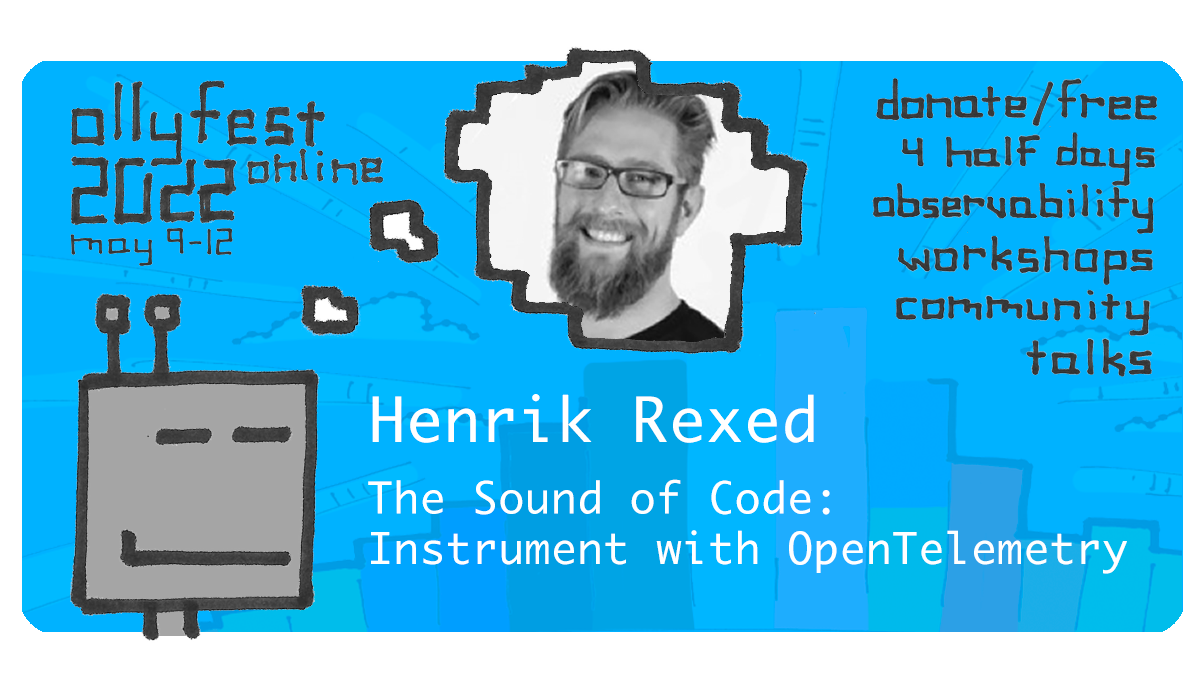 ollyfest
2022 online
may 9-12
donate/free
4 half days
observability
workshops
community
talks
Henrik Rexed
The Sound of Code:
Instrument with OpenTelemetry